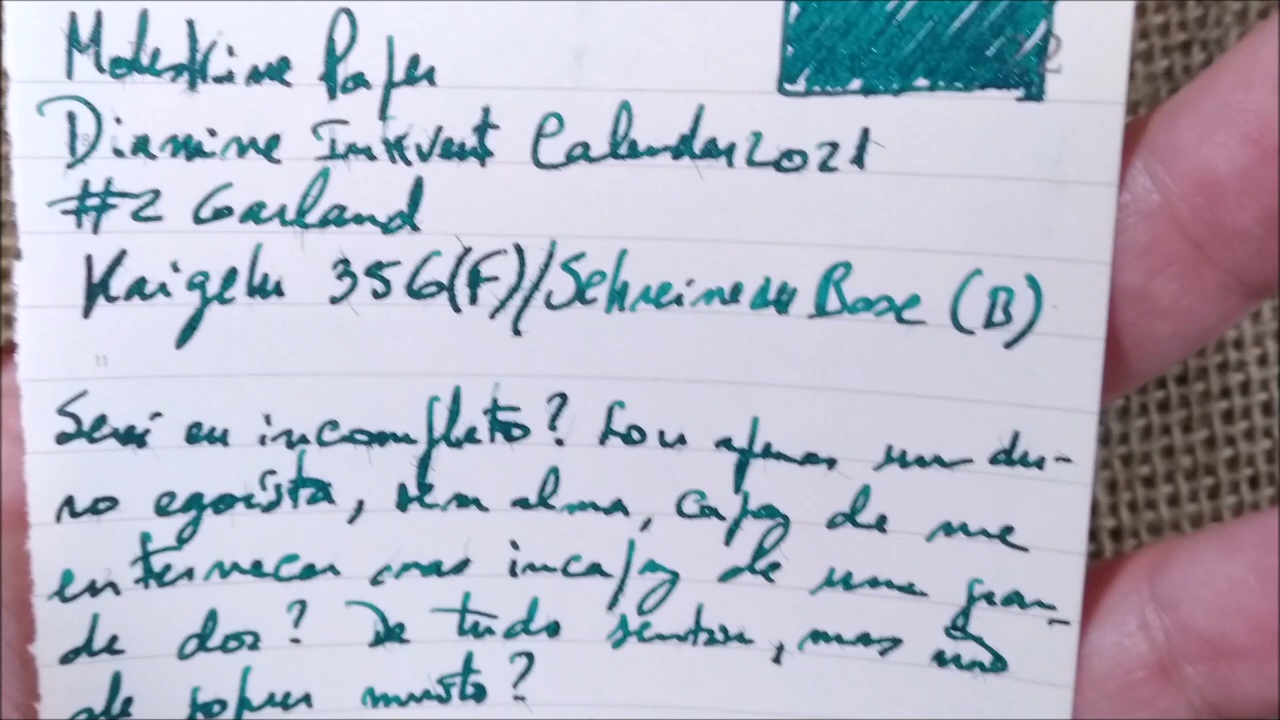 Moleskine Paper
Diamine Inkvent Calendar 2021
#2 Garland
Kaigelu 356(F)/Schreiner Base (B)
11
Serei eu incompleto? Sou apenas um du-
ro egoísta, sem alma, capaz de me
enternecer mas incapaz de uma gran-
de dor? De tudo sentir, mas não
de sofrer muito?